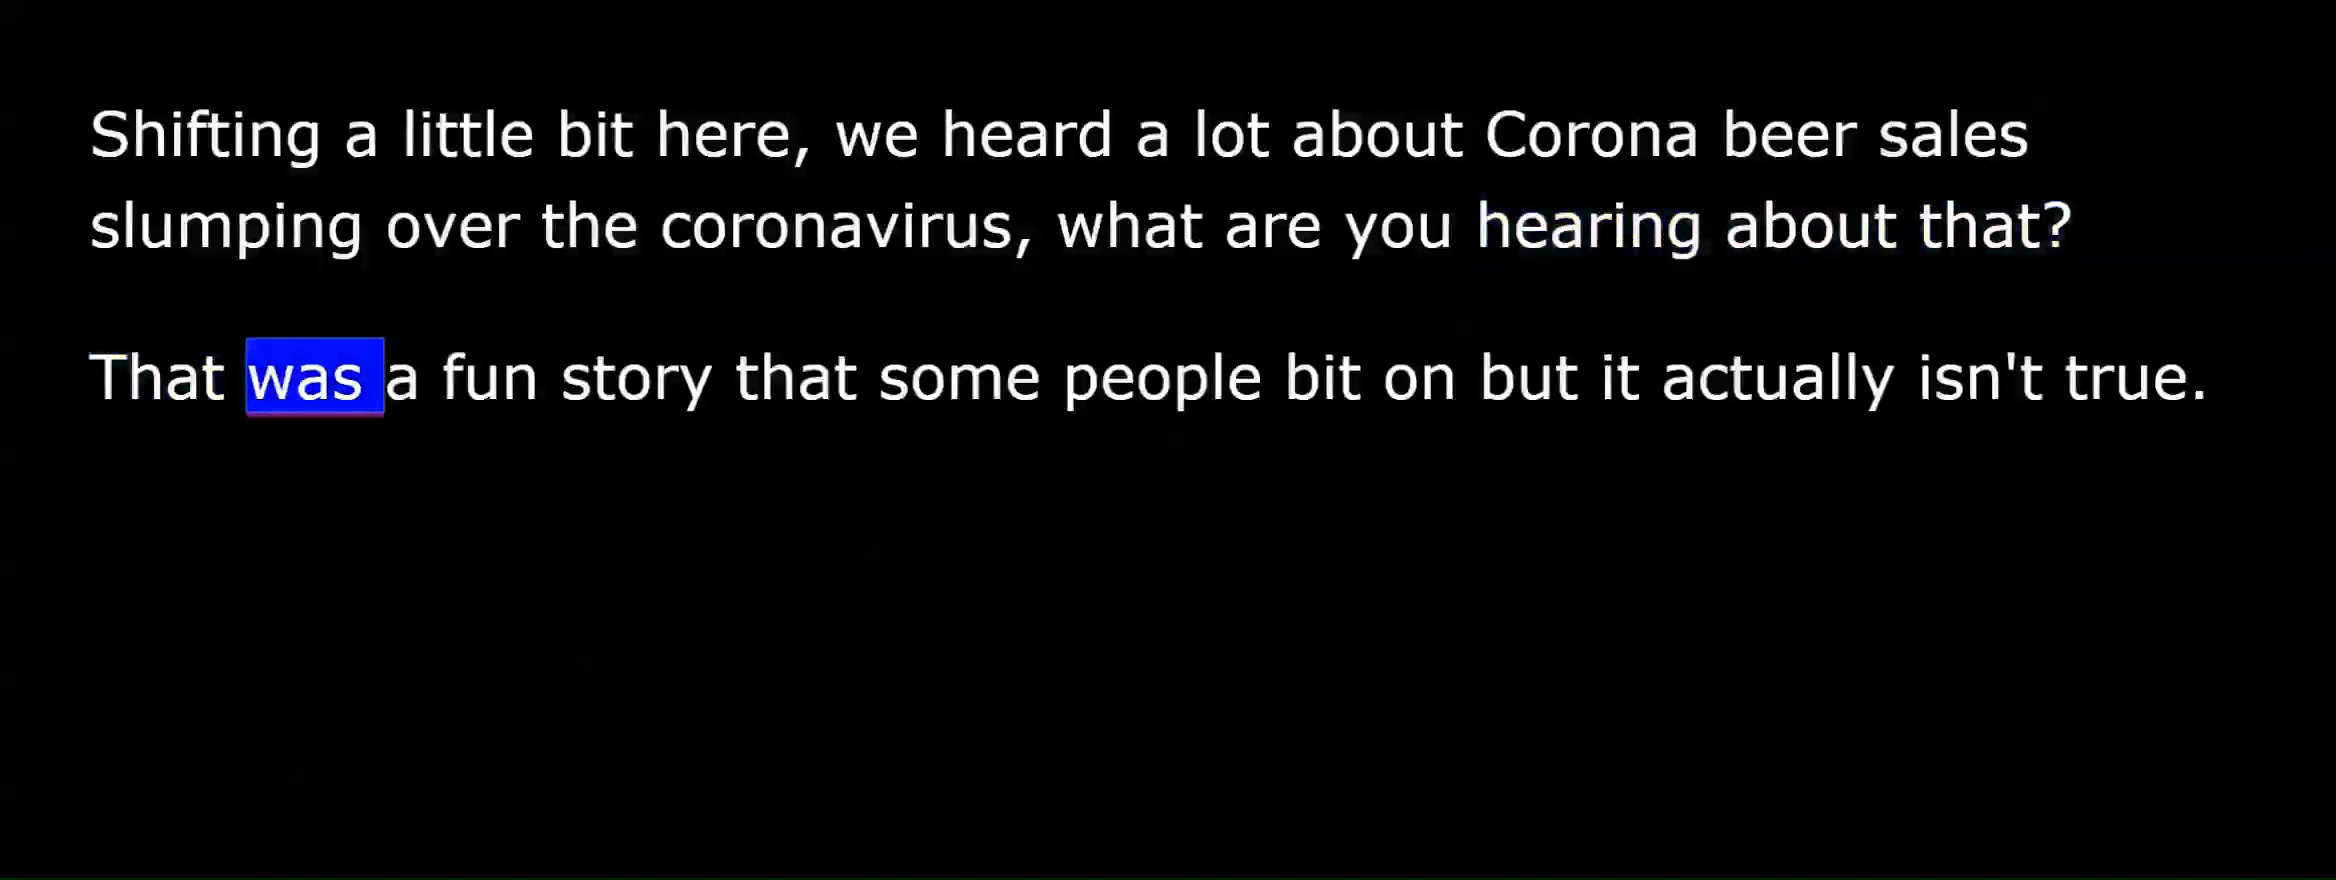 Shifting a little bit here, we heard a lot about Corona beer sales
slumping over the coronavirus, what are you hearing about that?
That was a fun story that some people bit on but it actually isn't true.